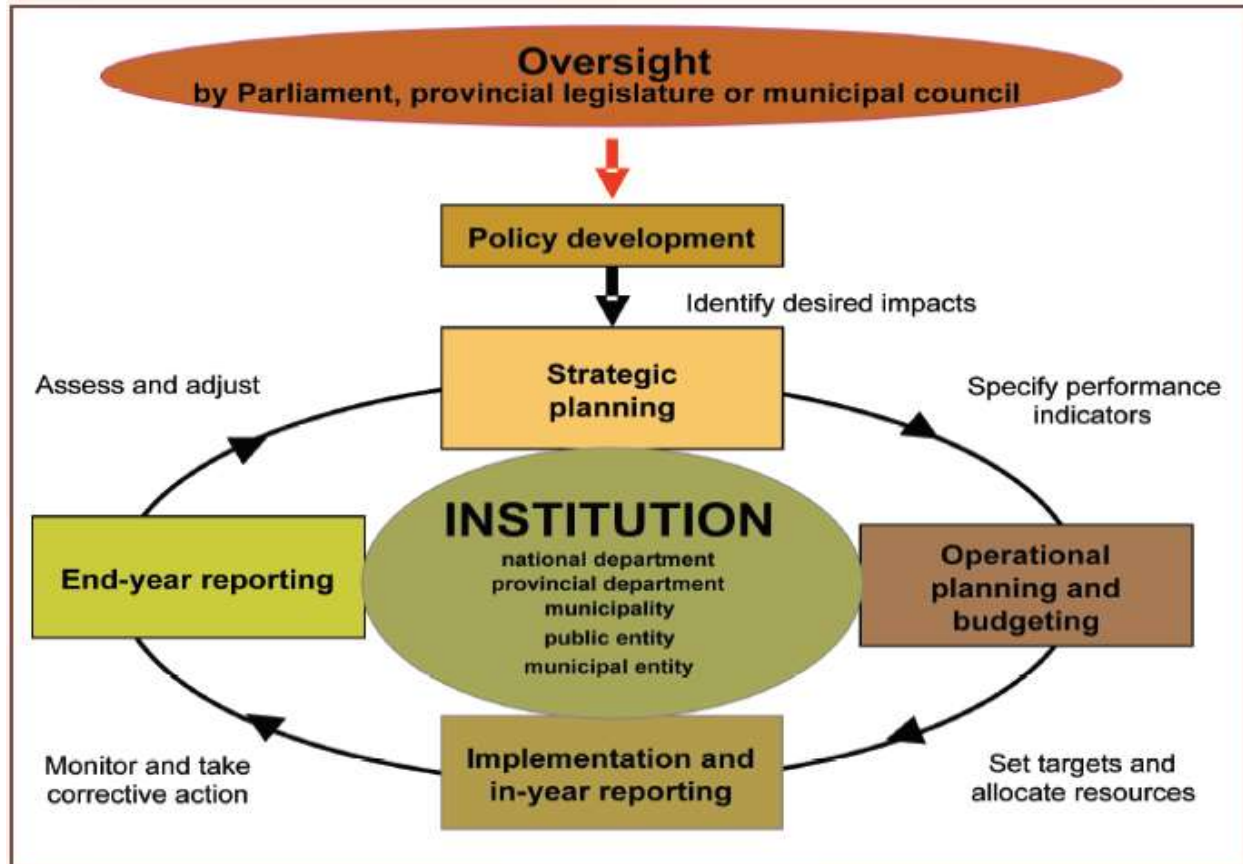 Oversight
by Parliament, provincial legislature or municipal council
Policy development
Identify desired impacts
Strategic
planning
Assess and adjust
Specify performance
indicators
INSTITUTION
national department
provincial department
municipality
public entity
municipal entity
End-year reporting
Operational
planning and
budgeting
Implementation and
in-year reporting
Monitor and take
corrective action
Set targets and
allocate resources